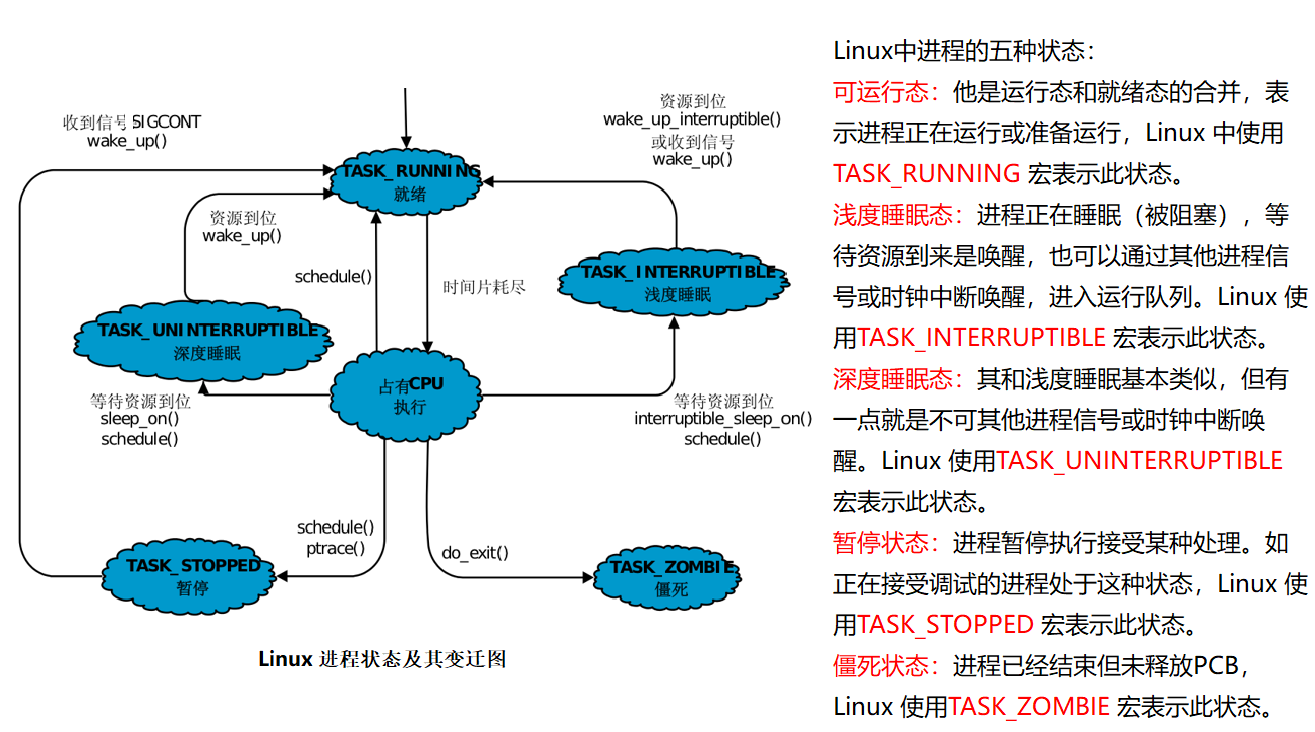 收到信号SIGCONT
wake_up()
资源到位
wake_up_interruptible()
或收到信号
wake_up()
TASK_RUNNING
就绪
资源到位
wake_up()
schedule()
时间片耗尽
TASK_INTERRUPTIBLE
浅度睡眠
TASK_UNINTERRUPTIBLE
深度睡眠
占有CPU
执行
等待资源到位
sleep_on()
schedule()
等待资源到位
interruptible_sleep_on()
schedule()
schedule()
ptrace()
do_exit()
TASK_STOPPED
暂停
TASK_ZOMBIE
僵死
Linux 进程状态及其变迁图
Linux中进程的五种状态：
可运行态：他是运行态和就绪态的合并，表
示进程正在运行或准备运行，Linux 中使用
TASK_RUNNING 宏表示此状态。
浅度睡眠态：进程正在睡眠（被阻塞），等
待资源到来是唤醒，也可以通过其他进程信
号或时钟中断唤醒，进入运行队列。Linux 使
用TASK_INTERRUPTIBLE 宏表示此状态。
深度睡眠态：其和浅度睡眠基本类似，但有
一点就是不可其他进程信号或时钟中断唤
醒。Linux 使用TASK_UNINTERRUPTIBLE
宏表示此状态。
暂停状态：进程暂停执行接受某种处理。如
正在接受调试的进程处于这种状态，Linux 使
用TASK_STOPPED 宏表示此状态。
僵死状态：进程已经结束但未释放PCB，
Linux 使用TASK_ZOMBIE 宏表示此状态。